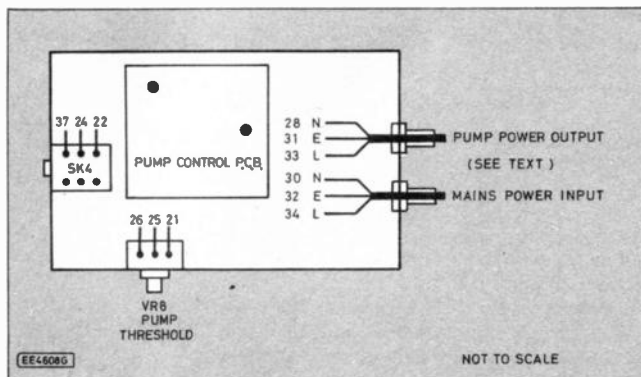 37 24 22
SK4
PUMP CONTROL P.C.B.
28 N
31 E
33 L
30 N
32 E
34 L
PUMP POWER OUTPUT
(SEE TEXT)
MAINS POWER INPUT
26 25 21
VR8
PUMP
THRESHOLD
EE4608G
NOT TO SCALE